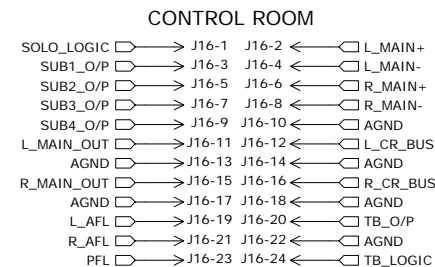 CONTROL ROOM
SOLO_LOGIC J16-1 J16-2 L_MAIN+
SUB1_O/P J16-3 J16-4 L_MAIN-
SUB2_O/P J16-5 J16-6 R_MAIN+
SUB3_O/P J16-7 J16-8 R_MAIN-
SUB4_O/P J16-9 J16-10 AGND
L_MAIN_OUT J16-11 J16-12 L_CR_BUS
AGND J16-13 J16-14 AGND
R_MAIN_OUT J16-15 J16-16 R_CR_BUS
AGND J16-17 J16-18 AGND
L_AFL J16-19 J16-20 TB_O/P
R_AFL J16-21 J16-22 AGND
PFL J16-23 J16-24 TB_LOGIC